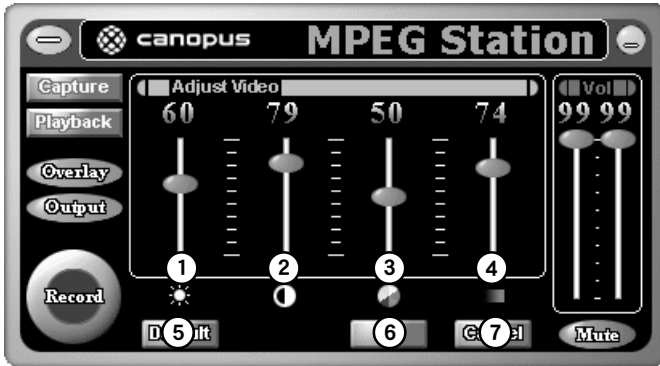 canopus MPEG Station
Capture
Playback
Overlay
Output
Record
Adjust Video
60 79 50 74
Vol
99 99
1 2 3 4
5 6 7
Mute